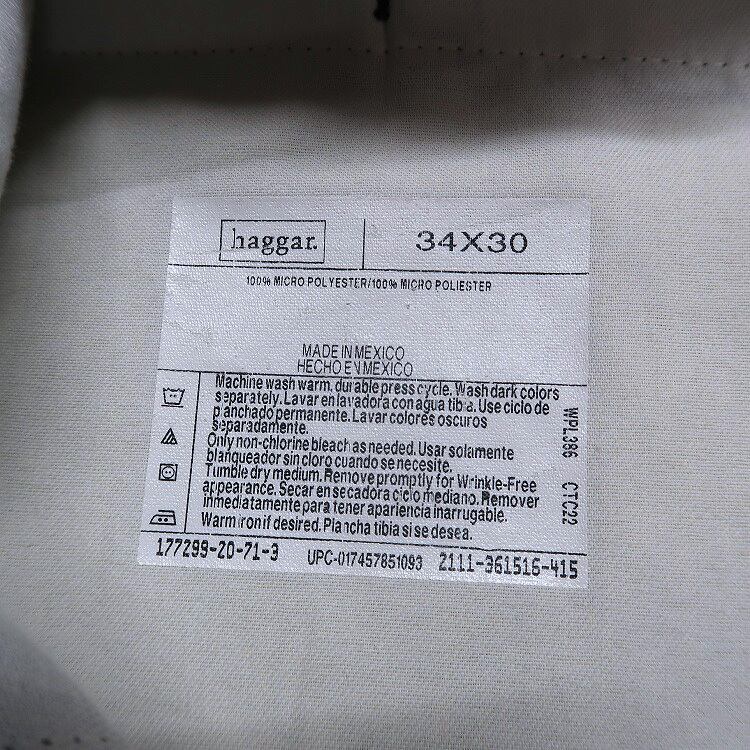 haggar.
34X30
100% MICRO POLYESTER/100% MICRO POLIESTER
MADE IN MEXICO
HECHO EN MEXICO
Machine wash warm. durable press cycle. Wash dark colors
separately. Lavar en lavadora con agua tibia. Use ciclo de
planchado permanente. Lavar colores oscuros
separadamente.
Only non-chlorine bleach as needed. Usar solamente
blanqueador sin cloro cuando se necesite.
Tumble dry medium. Remove promptly for Wrinkle-Free
appearance. Secar en secadora ciclo mediano. Remover
inmediatamente para tener apariencia inarrugable.
Warm iron if desired. Plancha tibia si se desea.
WPL386 CTC22
177299-20-71-3
UPC-017457851093
2111-361516-415